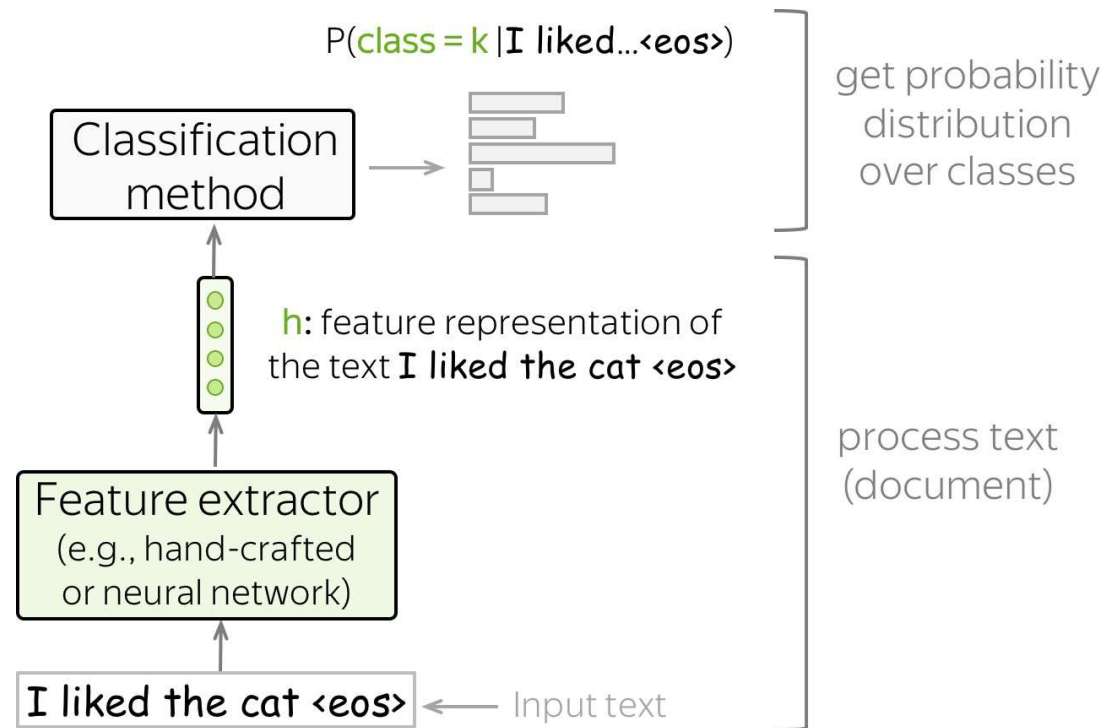 P(class = k |I liked...<eos>)
get probability
distribution
over classes
Classification
method
h: feature representation of
the text I liked the cat <eos>
process text
(document)
Feature extractor
(e.g., hand-crafted
or neural network)
I liked the cat <eos>
Input text